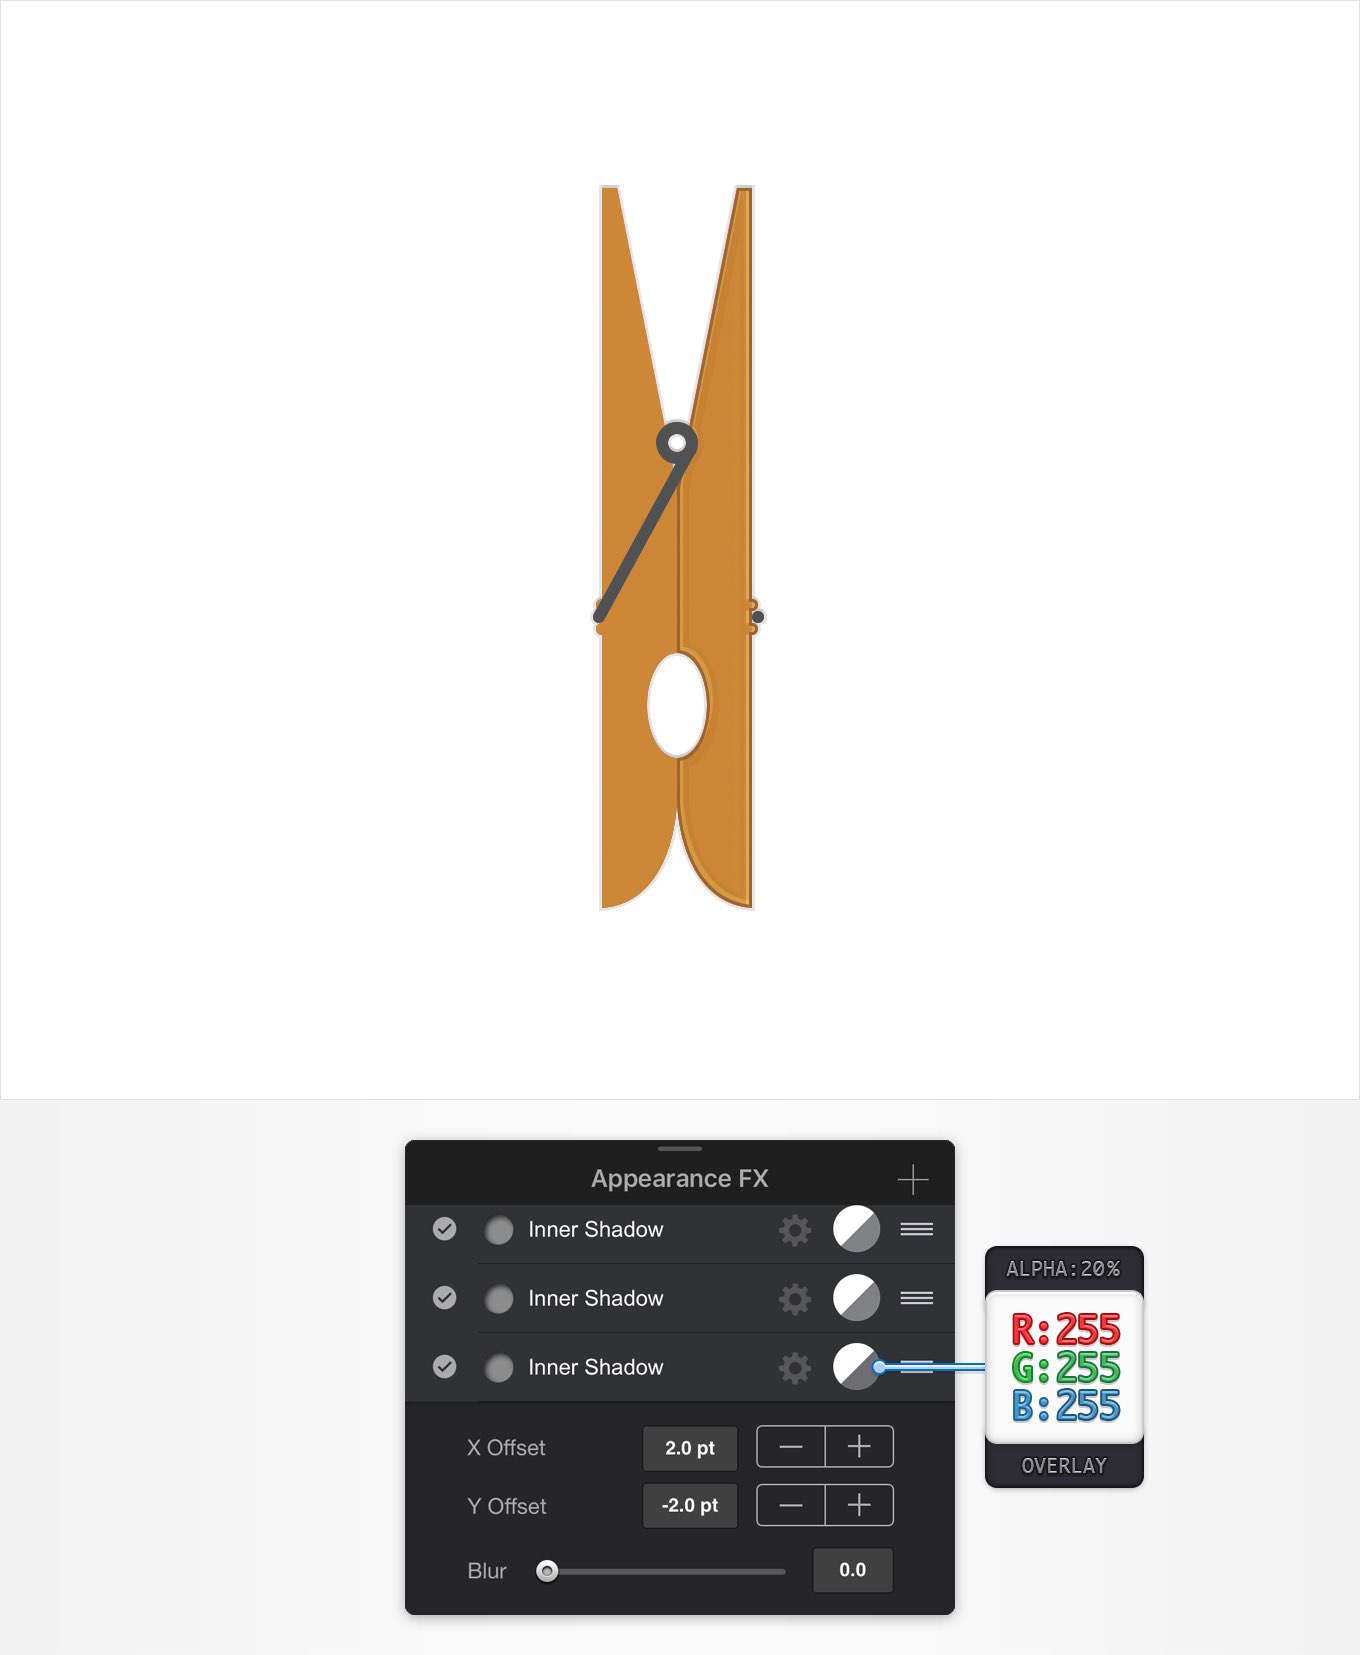 Appearance FX
Inner Shadow
Inner Shadow
Inner Shadow
X Offset 2.0 pt
Y Offset -2.0 pt
Blur 0.0
ALPHA:20%
R:255
G:255
B:255
OVERLAY